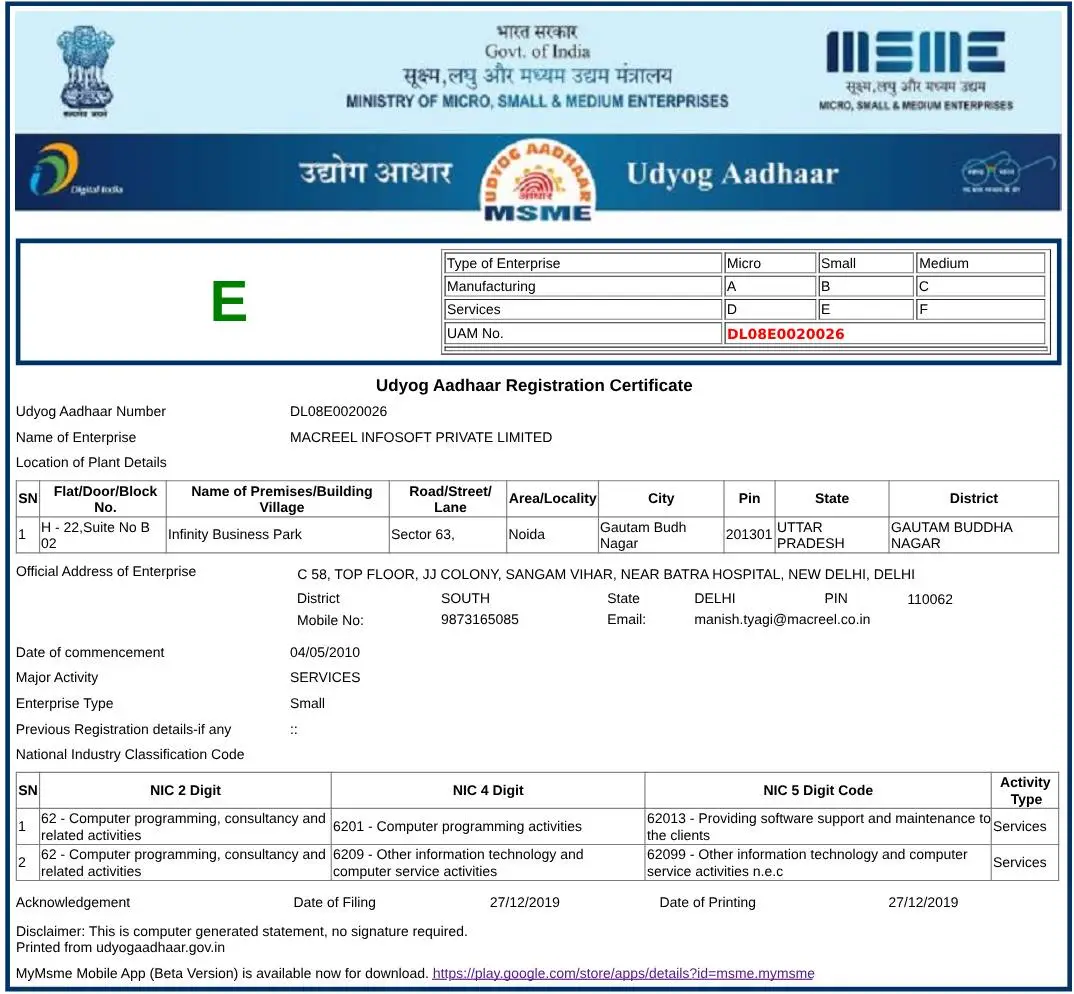 भारत सरकार
Govt. of India
सूक्ष्म,लघु और मध्यम उद्यम मंत्रालय
MINISTRY OF MICRO, SMALL & MEDIUM ENTERPRISES
सत्यमेव जयते
msme
सूक्ष्म,लघु और मध्यम उद्यम
MICRO, SMALL & MEDIUM ENTERPRISES
Digital India
उद्योग आधार
UDYOG AADHAAR
आधार
MSME
Udyog Aadhaar
E
Type of Enterprise Micro Small Medium
Manufacturing A B C
Services D E F
UAM No. DL08E0020026
Udyog Aadhaar Registration Certificate
Udyog Aadhaar Number DL08E0020026
Name of Enterprise MACREEL INFOSOFT PRIVATE LIMITED
Location of Plant Details
SN Flat/Door/Block No. Name of Premises/Building Village Road/Street/ Lane Area/Locality City Pin State District
1 H - 22,Suite No B 02 Infinity Business Park Sector 63, Noida Gautam Budh Nagar 201301 UTTAR PRADESH GAUTAM BUDDHA NAGAR
Official Address of Enterprise C 58, TOP FLOOR, JJ COLONY, SANGAM VIHAR, NEAR BATRA HOSPITAL, NEW DELHI, DELHI
District SOUTH State DELHI PIN 110062
Mobile No: 9873165085 Email: manish.tyagi@macreel.co.in
Date of commencement 04/05/2010
Major Activity SERVICES
Enterprise Type Small
Previous Registration details-if any ::
National Industry Classification Code
SN NIC 2 Digit NIC 4 Digit NIC 5 Digit Code Activity Type
1 62 - Computer programming, consultancy and related activities 6201 - Computer programming activities 62013 - Providing software support and maintenance to the clients Services
2 62 - Computer programming, consultancy and related activities 6209 - Other information technology and computer service activities 62099 - Other information technology and computer service activities n.e.c Services
Acknowledgement Date of Filing 27/12/2019 Date of Printing 27/12/2019
Disclaimer: This is computer generated statement, no signature required.
Printed from udyogaadhaar.gov.in
MyMsme Mobile App (Beta Version) is available now for download. https://play.google.com/store/apps/details?id=msme.mymsme